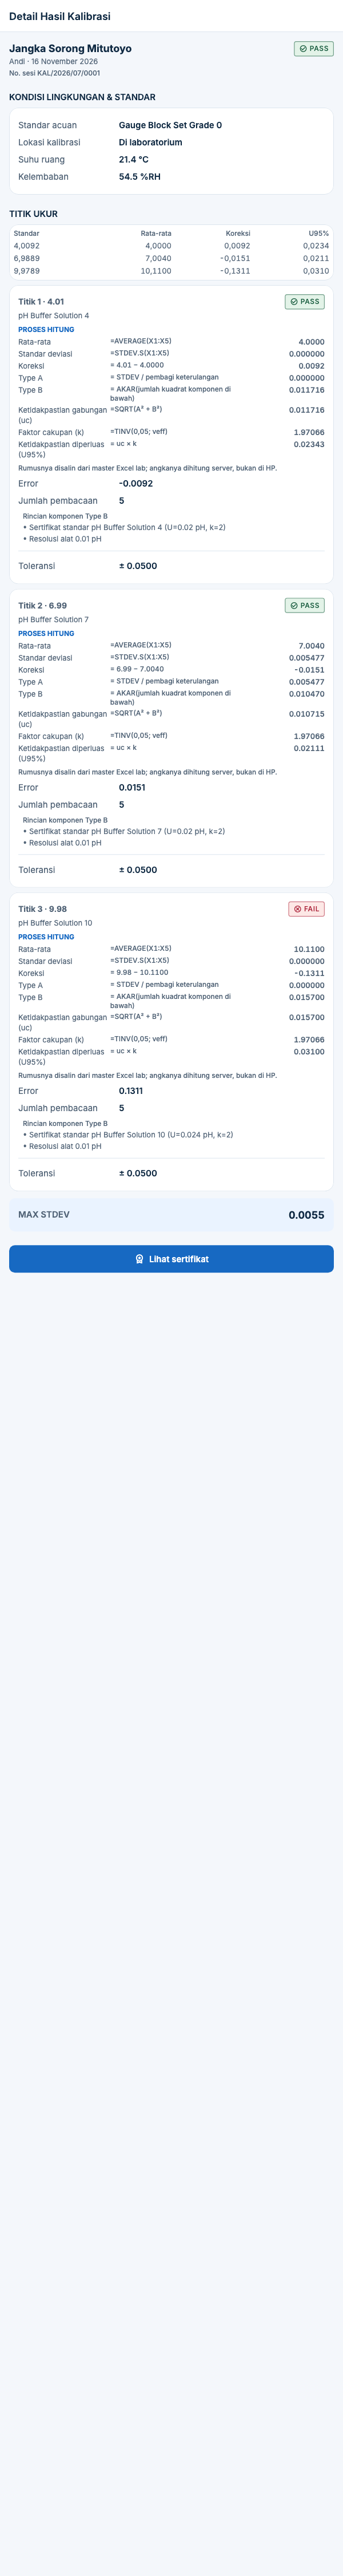 Detail Hasil Kalibrasi
Jangka Sorong Mitutoyo
PASS
Andi · 16 November 2026
No. sesi KAL/2026/07/0001
KONDISI LINGKUNGAN & STANDAR
Standar acuan Gauge Block Set Grade 0
Lokasi kalibrasi Di laboratorium
Suhu ruang 21.4 °C
Kelembaban 54.5 %RH
TITIK UKUR
Standar Rata-rata Koreksi U95%
4,0092 4,0000 0,0092 0,0234
6,9889 7,0040 -0,0151 0,0211
9,9789 10,1100 -0,1311 0,0310
Titik 1 · 4.01 PASS
pH Buffer Solution 4
PROSES HITUNG
Rata-rata =AVERAGE(X1:X5) 4.0000
Standar deviasi =STDEV.S(X1:X5) 0.000000
Koreksi = 4.01 − 4.0000 0.0092
Type A = STDEV / pembagi keterulangan 0.000000
Type B = AKAR(jumlah kuadrat komponen di 0.011716
bawah)
Ketidakpastian gabungan =SQRT(A² + B²) 0.011716
(uc)
Faktor cakupan (k) =TINV(0,05; veff) 1.97066
Ketidakpastian diperluas = uc × k 0.02343
(U95%)
Rumusnya disalin dari master Excel lab; angkanya dihitung server, bukan di HP.
Error -0.0092
Jumlah pembacaan 5
Rincian komponen Type B
• Sertifikat standar pH Buffer Solution 4 (U=0.02 pH, k=2)
• Resolusi alat 0.01 pH
Toleransi ± 0.0500
Titik 2 · 6.99 PASS
pH Buffer Solution 7
PROSES HITUNG
Rata-rata =AVERAGE(X1:X5) 7.0040
Standar deviasi =STDEV.S(X1:X5) 0.005477
Koreksi = 6.99 − 7.0040 -0.0151
Type A = STDEV / pembagi keterulangan 0.005477
Type B = AKAR(jumlah kuadrat komponen di 0.010470
bawah)
Ketidakpastian gabungan =SQRT(A² + B²) 0.010715
(uc)
Faktor cakupan (k) =TINV(0,05; veff) 1.97066
Ketidakpastian diperluas = uc × k 0.02111
(U95%)
Rumusnya disalin dari master Excel lab; angkanya dihitung server, bukan di HP.
Error 0.0151
Jumlah pembacaan 5
Rincian komponen Type B
• Sertifikat standar pH Buffer Solution 7 (U=0.02 pH, k=2)
• Resolusi alat 0.01 pH
Toleransi ± 0.0500
Titik 3 · 9.98 FAIL
pH Buffer Solution 10
PROSES HITUNG
Rata-rata =AVERAGE(X1:X5) 10.1100
Standar deviasi =STDEV.S(X1:X5) 0.000000
Koreksi = 9.98 − 10.1100 -0.1311
Type A = STDEV / pembagi keterulangan 0.000000
Type B = AKAR(jumlah kuadrat komponen di 0.015700
bawah)
Ketidakpastian gabungan =SQRT(A² + B²) 0.015700
(uc)
Faktor cakupan (k) =TINV(0,05; veff) 1.97066
Ketidakpastian diperluas = uc × k 0.03100
(U95%)
Rumusnya disalin dari master Excel lab; angkanya dihitung server, bukan di HP.
Error 0.1311
Jumlah pembacaan 5
Rincian komponen Type B
• Sertifikat standar pH Buffer Solution 10 (U=0.024 pH, k=2)
• Resolusi alat 0.01 pH
Toleransi ± 0.0500
MAX STDEV 0.0055
Lihat sertifikat